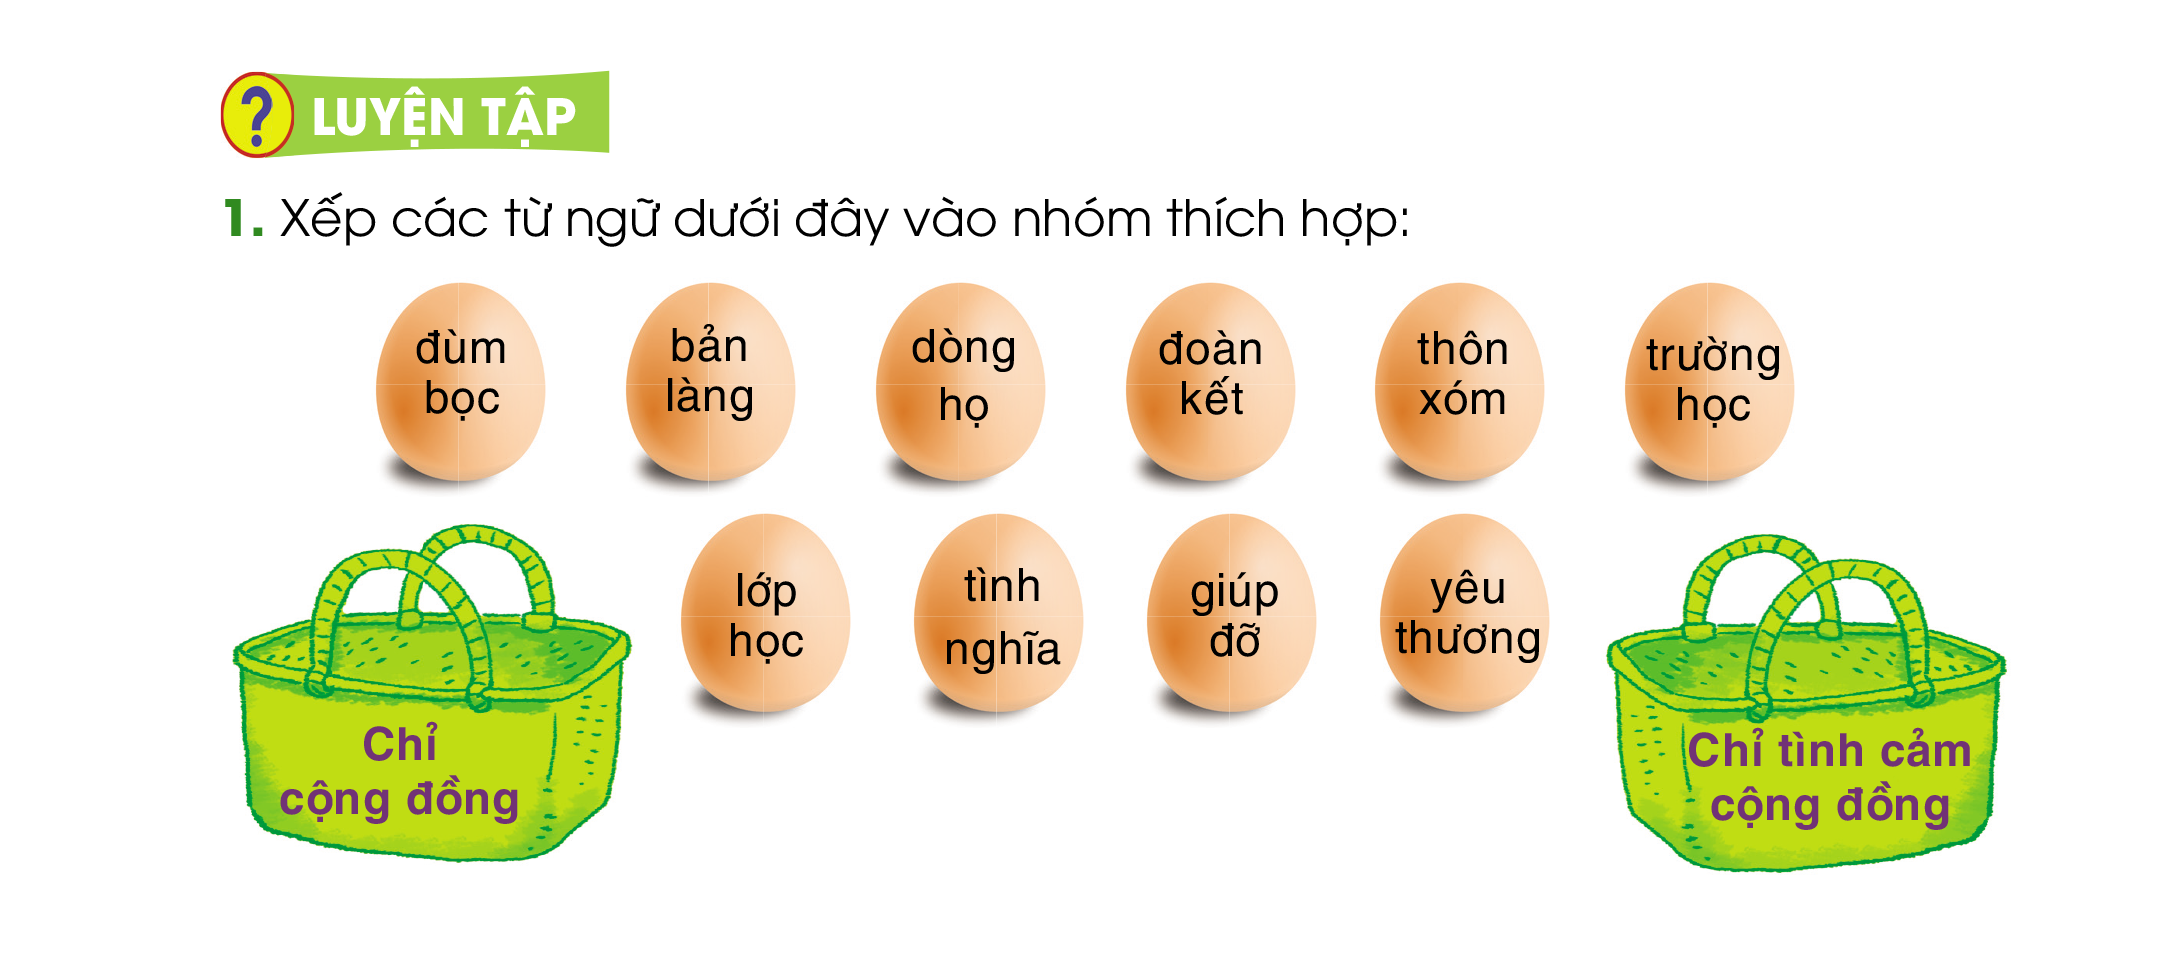 ?
LUYỆN TẬP
1. Xếp các từ ngữ dưới đây vào nhóm thích hợp:
đùm
bọc
bản
làng
dòng
họ
đoàn
kết
thôn
xóm
trường
học
lớp
học
tình
nghĩa
giúp
đỡ
yêu
thương
Chỉ
cộng đồng
Chỉ tình cảm
cộng đồng